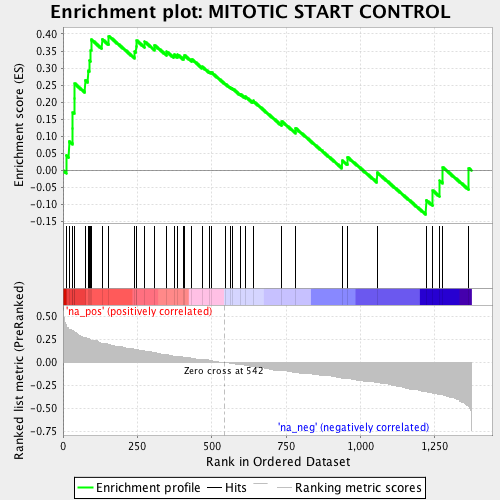 Enrichment plot: MITOTIC START CONTROL
Enrichment score (ES)
0.40
0.35
0.30
0.25
0.20
0.15
0.10
0.05
0.00
-0.05
-0.10
-0.15
'na_pos' (positively correlated)
Ranked list metric (PreRanked)
0.50
0.25
0.00
-0.25
-0.50
-0.75
Zero cross at 542
'na_neg' (negatively correlated)
0 250 500 750 1,000 1,250
Rank in Ordered Dataset
Enrichment profile Hits Ranking metric scores